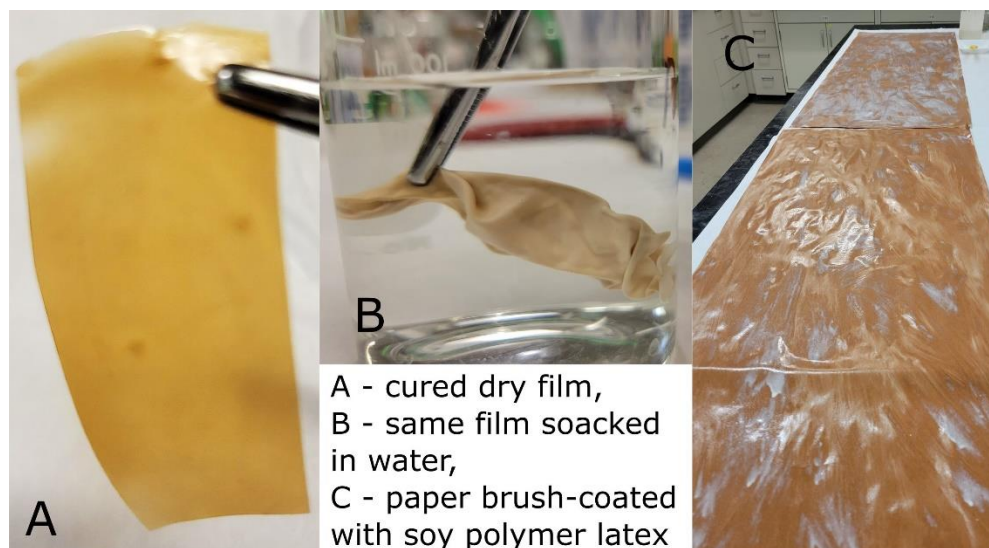 A
B
C
A - cured dry film,
B - same film soacked
in water,
C - paper brush-coated
with soy polymer latex